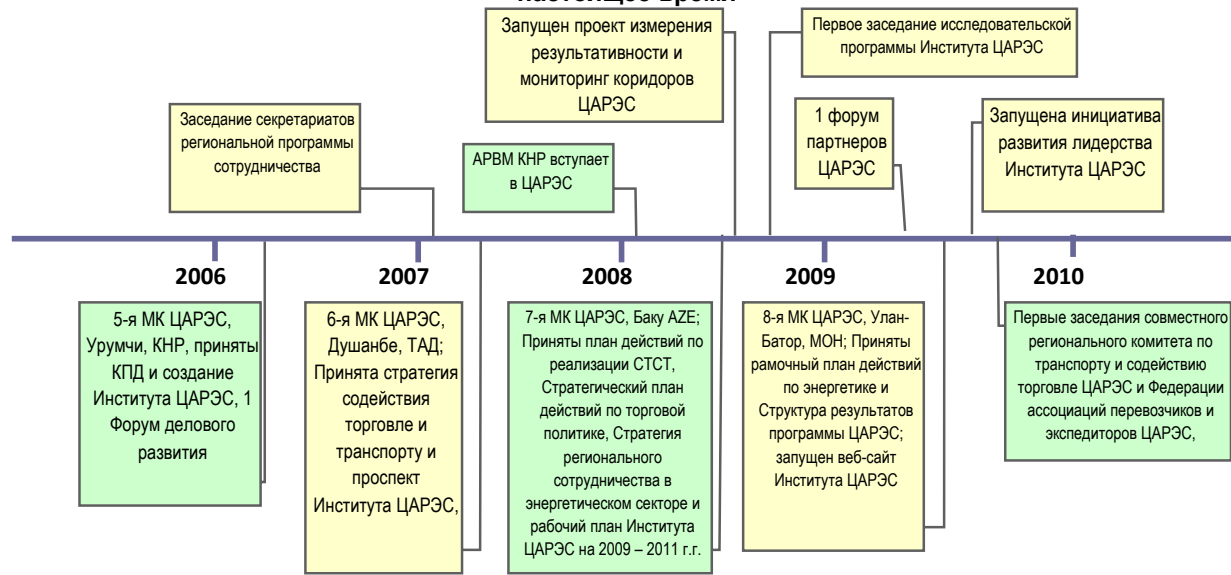 настоящее время
Запущен проект измерения
результативности и
мониторинг коридоров
ЦАРЭС
Первое заседание исследовательской
программы Института ЦАРЭС
Заседание секретариатов
региональной программы
сотрудничества
АРВМ КНР вступает
в ЦАРЭС
1 форум
партнеров
ЦАРЭС
Запущена инициатива
развития лидерства
Института ЦАРЭС
2006
2007
2008
2009
2010
5-я МК ЦАРЭС,
Урумчи, КНР, приняты
КПД и создание
Института ЦАРЭС, 1
Форум делового
развития
6-я МК ЦАРЭС,
Душанбе, ТАД;
Принята стратегия
содействия
торговле и
транспорту и
проспект
Института ЦАРЭС,
7-я МК ЦАРЭС, Баку AZE;
Приняты план действий по
реализации СТСТ,
Стратегический план
действий по торговой
политике, Стратегия
регионального
сотрудничества в
энергетическом секторе и
рабочий план Института
ЦАРЭС на 2009 – 2011 г.г.
8-я МК ЦАРЭС, Улан-
Батор, МОН; Приняты
рамочный план действий
по энергетике и
Структура результатов
программы ЦАРЭС;
запущен веб-сайт
Института ЦАРЭС
Первые заседания совместного
регионального комитета по
транспорту и содействию
торговле ЦАРЭС и Федерации
ассоциаций перевозчиков и
экспедиторов ЦАРЭС,